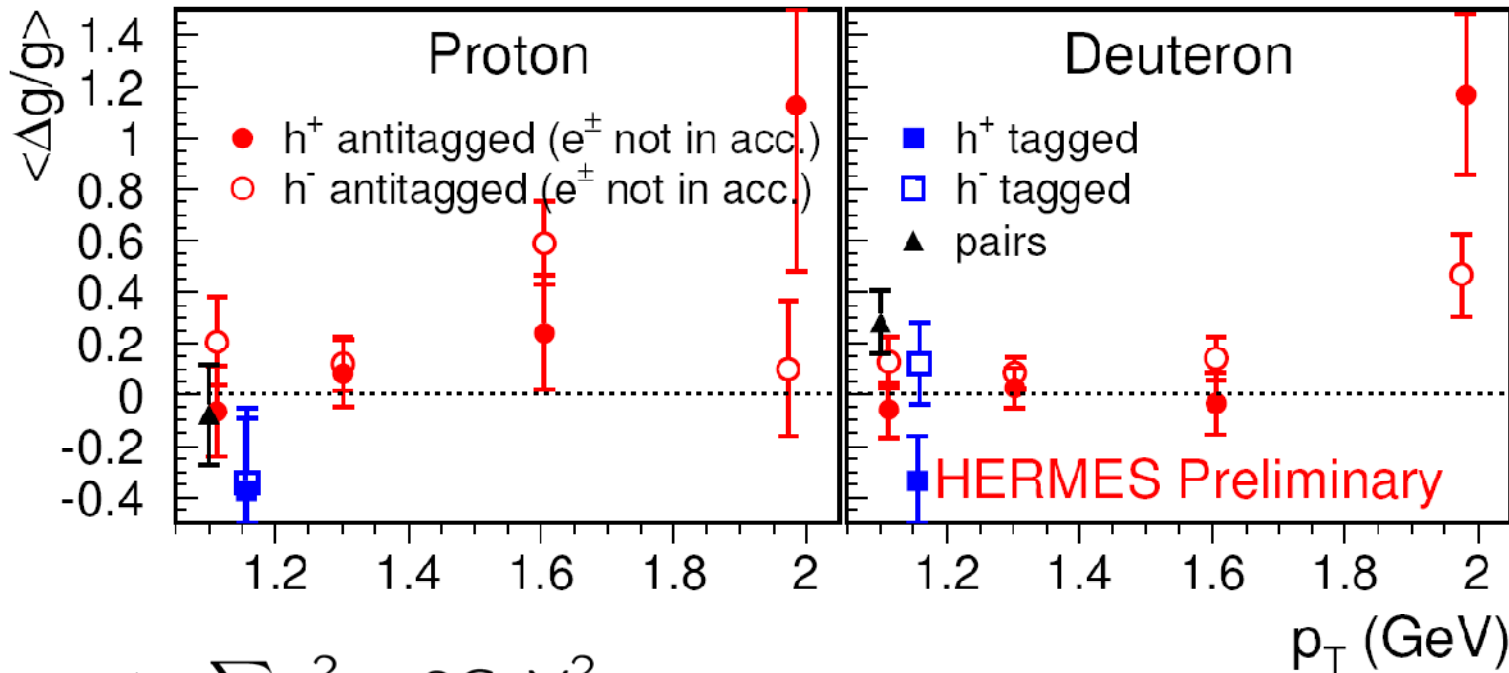 <Δg/g>
1.4
1.2
1
0.8
0.6
0.4
0.2
0
-0.2
-0.4
Proton
h⁺ antitagged (e± not in acc.)
h⁻ antitagged (e± not in acc.)
1.2 1.4 1.6 1.8 2
Deuteron
h⁺ tagged
h⁻ tagged
pairs
HERMES Preliminary
1.2 1.4 1.6 1.8 2
p_T (GeV)